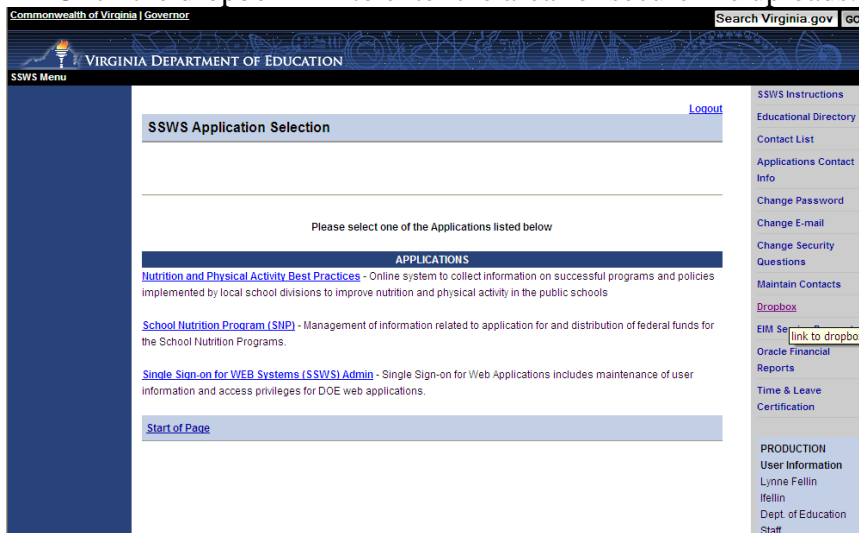 Commonwealth of Virginia | Governor
Search Virginia.gov GO
VIRGINIA DEPARTMENT OF EDUCATION
SSWS Menu
Logout
SSWS Application Selection
Please select one of the Applications listed below
APPLICATIONS
Nutrition and Physical Activity Best Practices - Online system to collect information on successful programs and policies
implemented by local school divisions to improve nutrition and physical activity in the public schools
School Nutrition Program (SNP) - Management of information related to application for and distribution of federal funds for
the School Nutrition Programs.
Single Sign-on for WEB Systems (SSWS) Admin - Single Sign-on for Web Applications includes maintenance of user
information and access privileges for DOE web applications.
Start of Page
SSWS Instructions
Educational Directory
Contact List
Applications Contact
Info
Change Password
Change E-mail
Change Security
Questions
Maintain Contacts
Dropbox
EIM
link to dropbo
Oracle Financial
Reports
Time & Leave
Certification
PRODUCTION
User Information
Lynne Fellin
lfellin
Dept. of Education
Staff